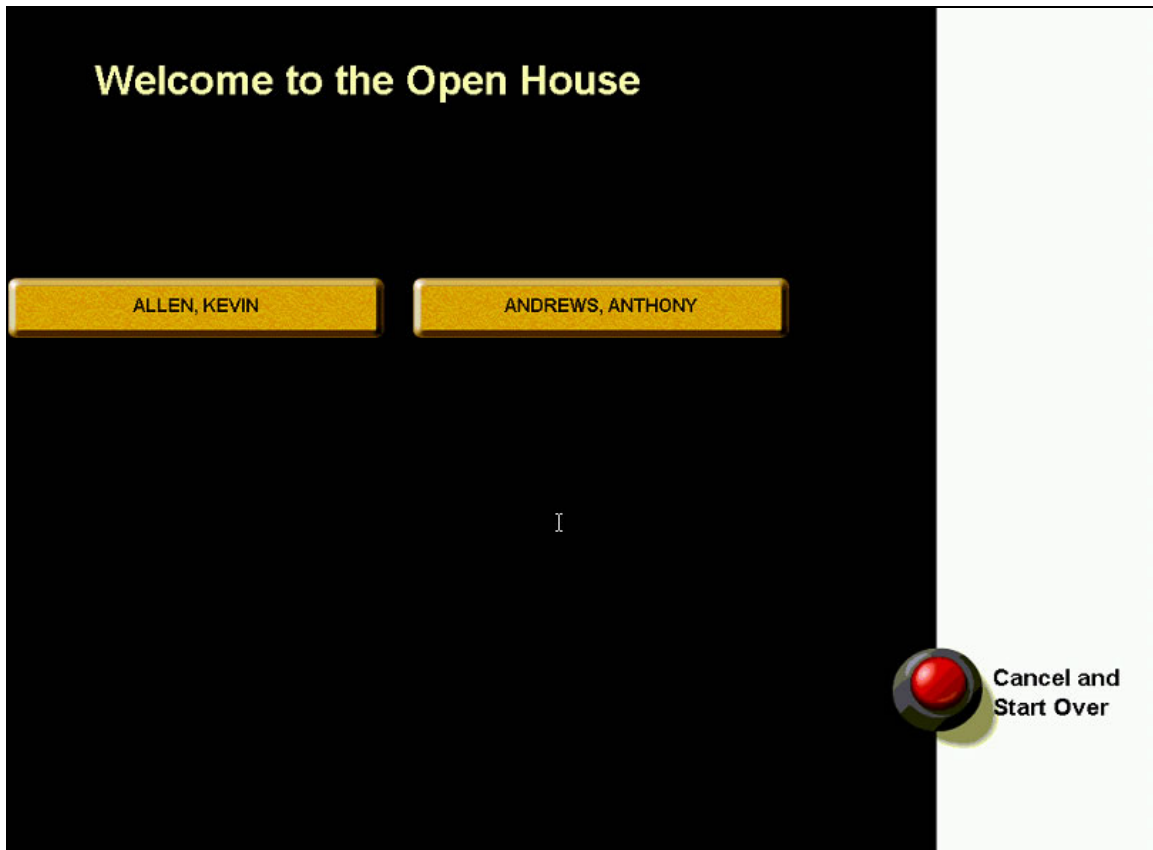 Welcome to the Open House
ALLEN, KEVIN
ANDREWS, ANTHONY
Cancel and
Start Over